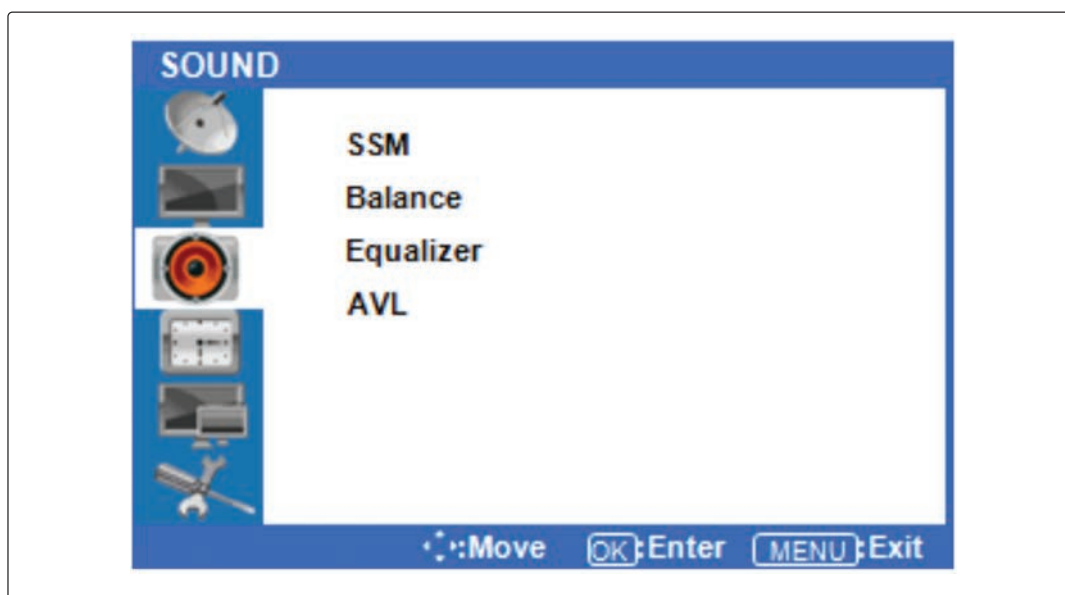 SOUND
SSM
Balance
Equalizer
AVL
:Move OK:Enter MENU:Exit